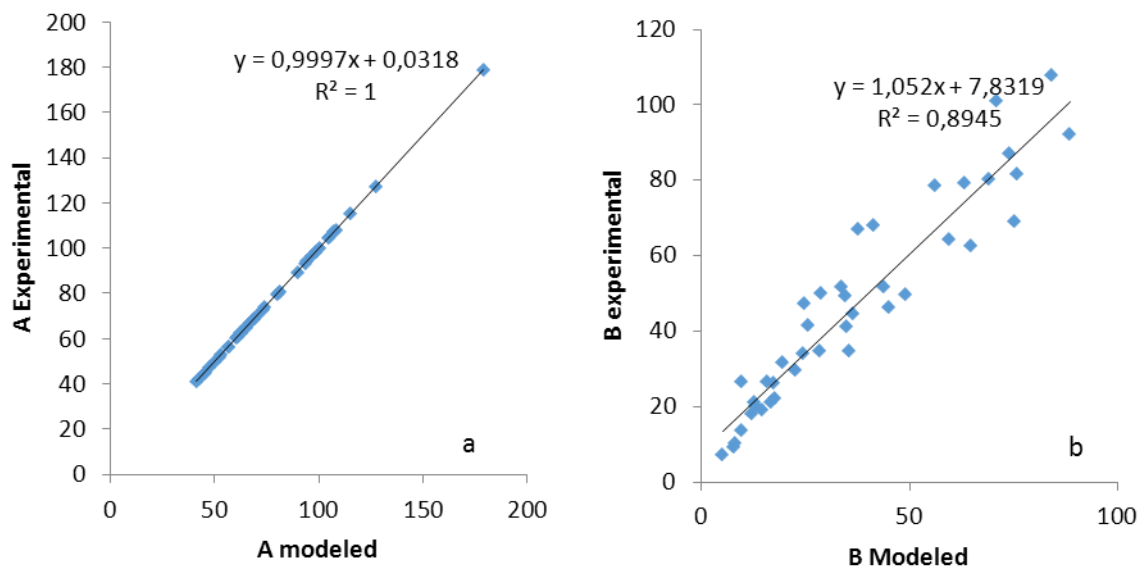 200
180
160
140
120
100
80
60
40
20
0
A Experimental
y = 0,9997x + 0,0318
R² = 1
a
0 50 100 150 200
A modeled
120
100
80
60
40
20
0
B experimental
y = 1,052x + 7,8319
R² = 0,8945
b
0 50 100
B Modeled